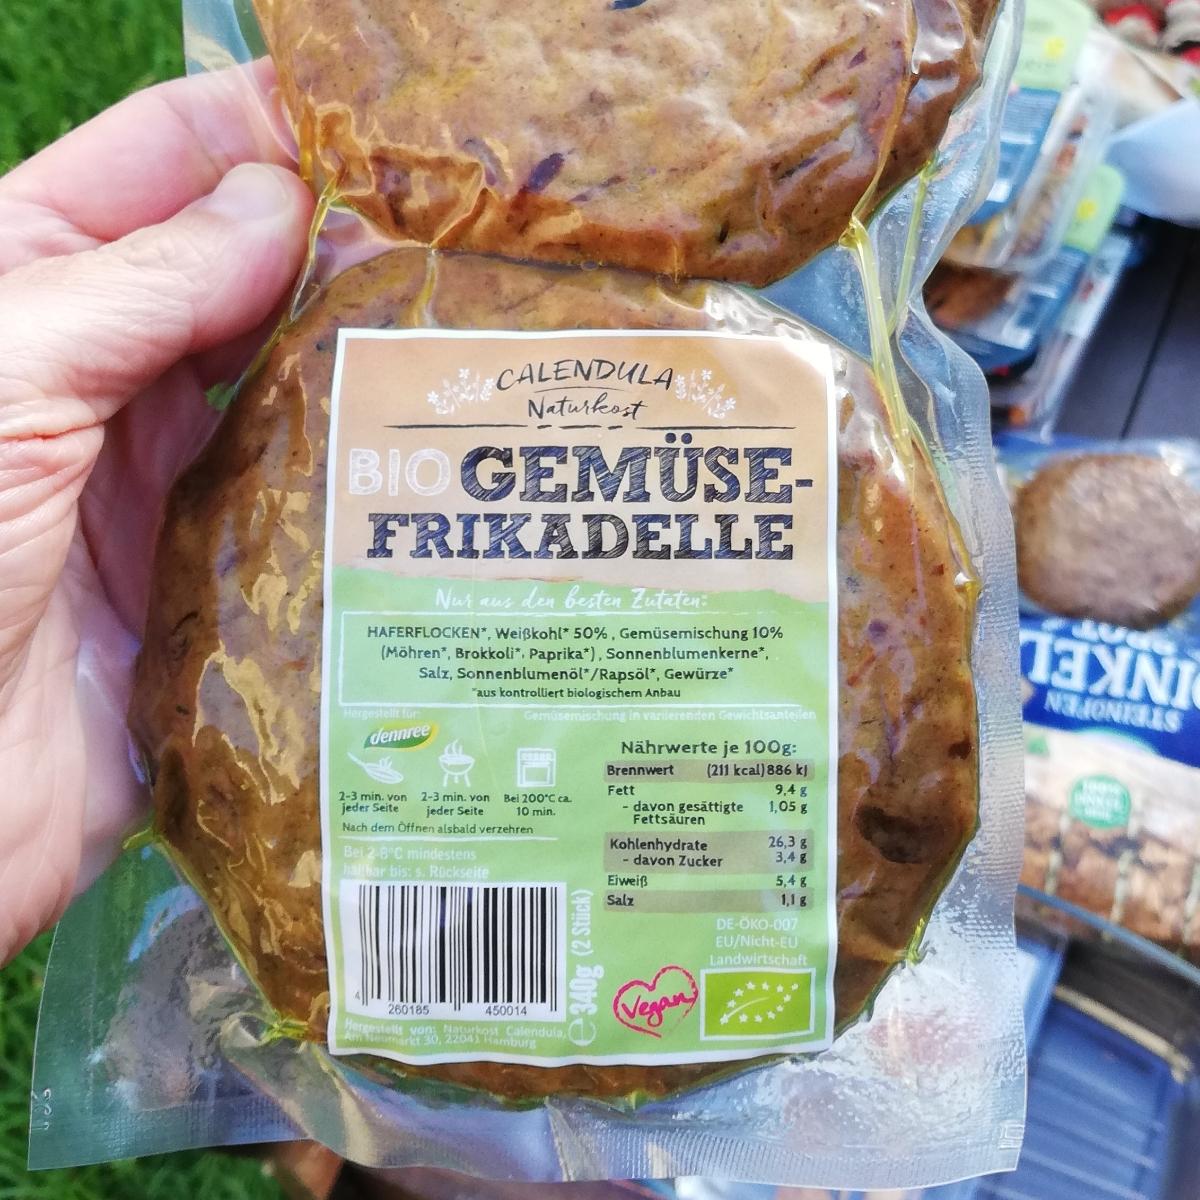 CALENDULA
Naturkost
BIO GEMÜSE-
FRIKADELLE
Nur aus den besten Zutaten:
HAFERFLOCKEN*, Weißkohl* 50% , Gemüsemischung 10%
(Möhren*, Brokkoli*, Paprika*) , Sonnenblumenkerne*,
Salz, Sonnenblumenöl*/Rapsöl*, Gewürze*
*aus kontrolliert biologischem Anbau
Gemüsemischung in variierenden Gewichtsanteilen
Hergestellt für:
dennree
2-3 min. von
jeder Seite
2-3 min. von
jeder Seite
Bei 200°C ca.
10 min.
Nach dem Öffnen alsbald verzehren
Bei 2-8°C mindestens
haltbar bis: s. Rückseite
Nährwerte je 100g:
Brennwert (211 kcal) 886 kJ
Fett 9,4 g
- davon gesättigte 1,05 g
Fettsäuren
Kohlenhydrate 26,3 g
- davon Zucker 3,4 g
Eiweiß 5,4 g
Salz 1,1 g
4 260185 450014
℮ 340g (2 Stück)
DE-ÖKO-007
EU/Nicht-EU
Landwirtschaft
Vegan
Hergestellt von: Naturkost Calendula,
Am Neumarkt 30, 22041 Hamburg
STEINOFEN
DINKEL
BROT
100%
DINKEL